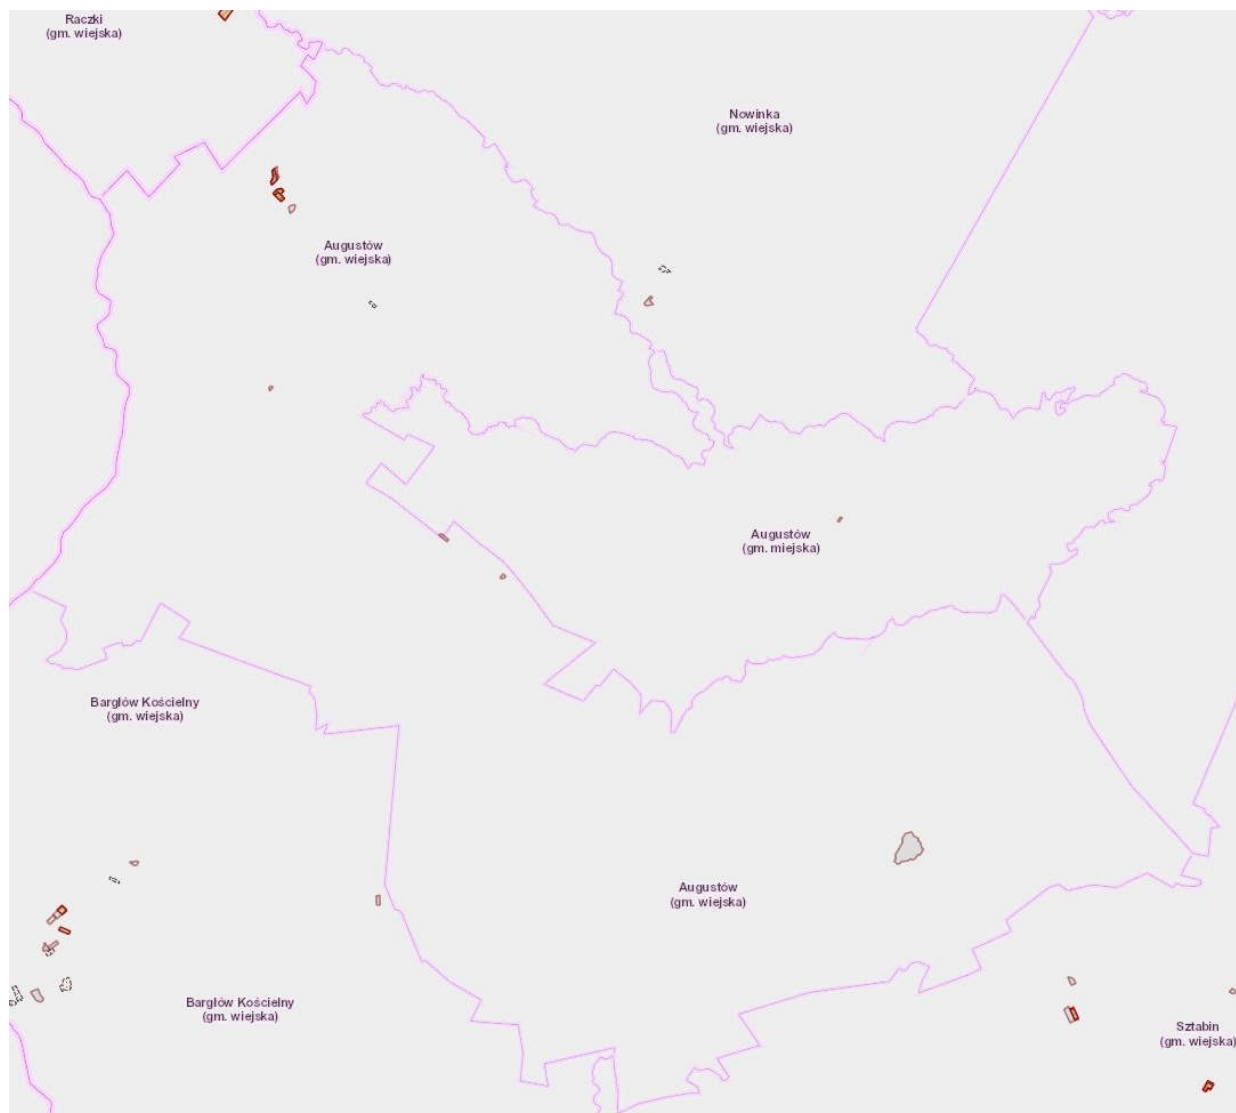 Raczki
(gm. wiejska)
Nowinka
(gm. wiejska)
Augustów
(gm. wiejska)
Augustów
(gm. miejska)
Bargłów Kościelny
(gm. wiejska)
Augustów
(gm. wiejska)
Bargłów Kościelny
(gm. wiejska)
Sztabin
(gm. wiejska)